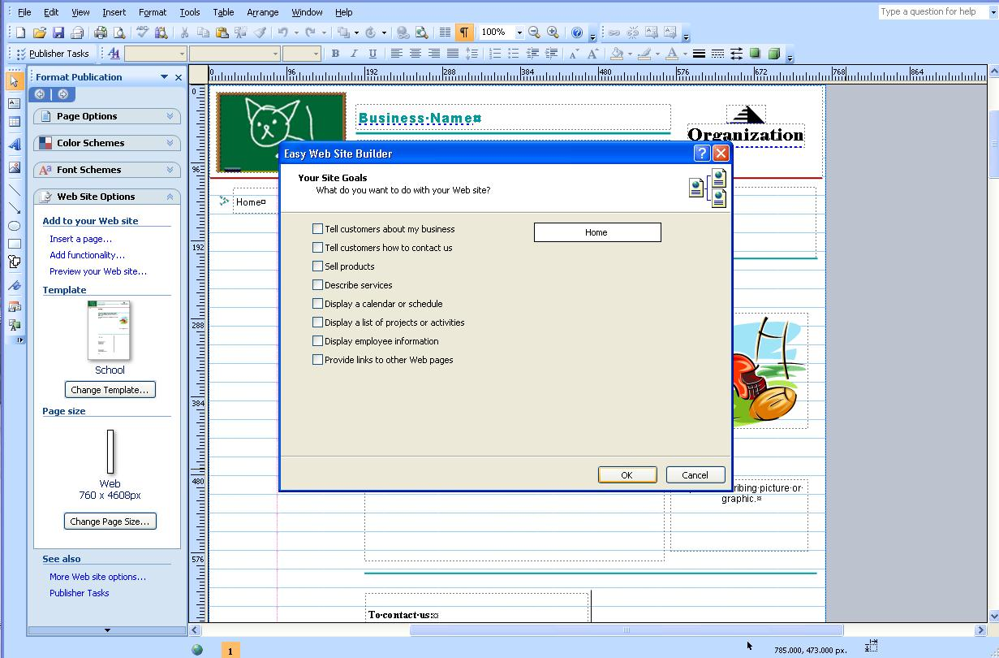 File Edit View Insert Format Tools Table Arrange Window Help Type a question for help
100%
Publisher Tasks
Format Publication
Page Options
Color Schemes
Font Schemes
Web Site Options
Add to your Web site
Insert a page...
Add functionality...
Preview your Web site...
Template
School
Change Template...
Page size
Web
760 x 4608px
Change Page Size...
See also
More Web site options...
Publisher Tasks
0 96 192 288 384 480 576 672 768 864
0
96
192
288
384
480
576
Business·Name¤
Organization
Home¤
Easy Web Site Builder
Your Site Goals
What do you want to do with your Web site?
Tell customers about my business
Tell customers how to contact us
Sell products
Describe services
Display a calendar or schedule
Display a list of projects or activities
Display employee information
Provide links to other Web pages
Home
OK Cancel
picture·or·
graphic.¤
To·contact·us:¤
1
785.000, 473.000 px.